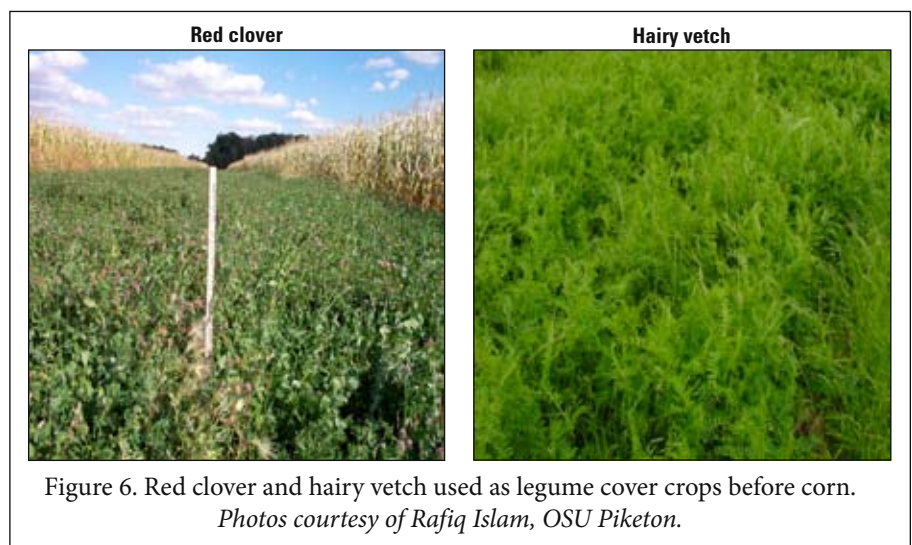 Red clover
Hairy vetch
Figure 6. Red clover and hairy vetch used as legume cover crops before corn.
Photos courtesy of Rafiq Islam, OSU Piketon.